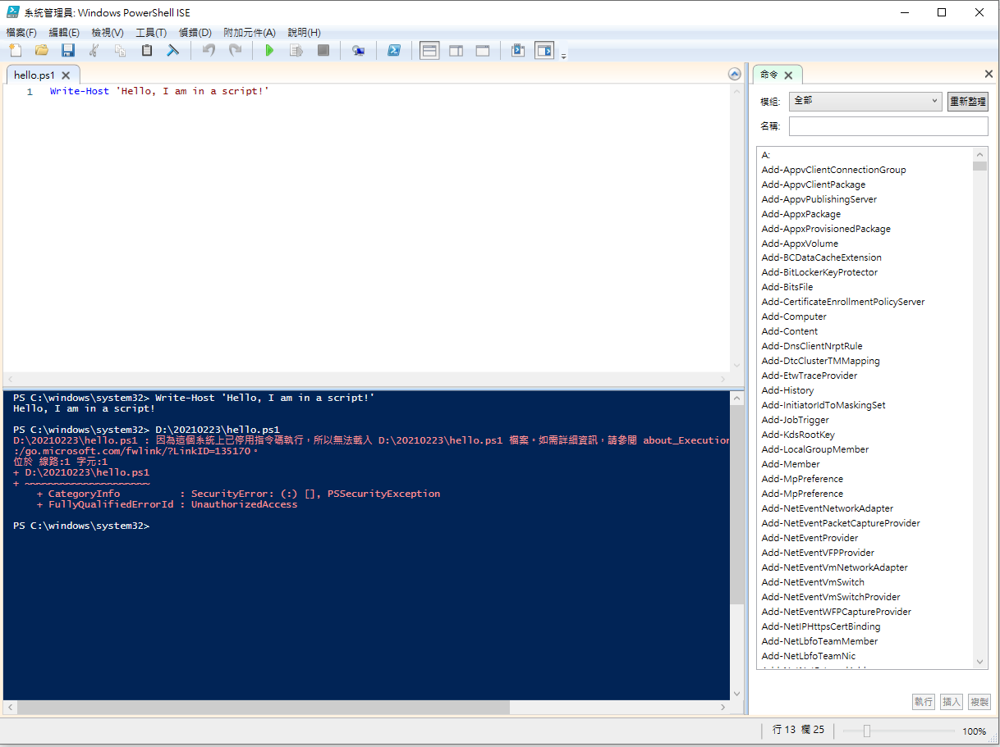 系統管理員: Windows PowerShell ISE
檔案(F) 編輯(E) 檢視(V) 工具(T) 偵錯(D) 附加元件(A) 說明(H)
hello.ps1
1 Write-Host 'Hello, I am in a script!'
PS C:\windows\system32> Write-Host 'Hello, I am in a script!'
Hello, I am in a script!
PS C:\windows\system32> D:\20210223\hello.ps1
D:\20210223\hello.ps1 : 因為這個系統上已停用指令碼執行，所以無法載入 D:\20210223\hello.ps1 檔案。如需詳細資訊，請參閱 about_Execution
:/go.microsoft.com/fwlink/?LinkID=135170。
位於 線路:1 字元:1
+ D:\20210223\hello.ps1
+ ~~~~~~~~~~~~~~~~~~~~~
+ CategoryInfo : SecurityError: (:) [], PSSecurityException
+ FullyQualifiedErrorId : UnauthorizedAccess
PS C:\windows\system32>
命令
模組: 全部 重新整理
名稱:
A:
Add-AppvClientConnectionGroup
Add-AppvClientPackage
Add-AppvPublishingServer
Add-AppxPackage
Add-AppxProvisionedPackage
Add-AppxVolume
Add-BCDataCacheExtension
Add-BitLockerKeyProtector
Add-BitsFile
Add-CertificateEnrollmentPolicyServer
Add-Computer
Add-Content
Add-DnsClientNrptRule
Add-DtcClusterTMMapping
Add-EtwTraceProvider
Add-History
Add-InitiatorIdToMaskingSet
Add-JobTrigger
Add-KdsRootKey
Add-LocalGroupMember
Add-Member
Add-MpPreference
Add-MpPreference
Add-NetEventNetworkAdapter
Add-NetEventPacketCaptureProvider
Add-NetEventProvider
Add-NetEventVFPProvider
Add-NetEventVmNetworkAdapter
Add-NetEventVmSwitch
Add-NetEventVmSwitchProvider
Add-NetEventWFPCaptureProvider
Add-NetIPHttpsCertBinding
Add-NetLbfoTeamMember
Add-NetLbfoTeamNic
執行 插入 複製
行 13 欄 25 100%